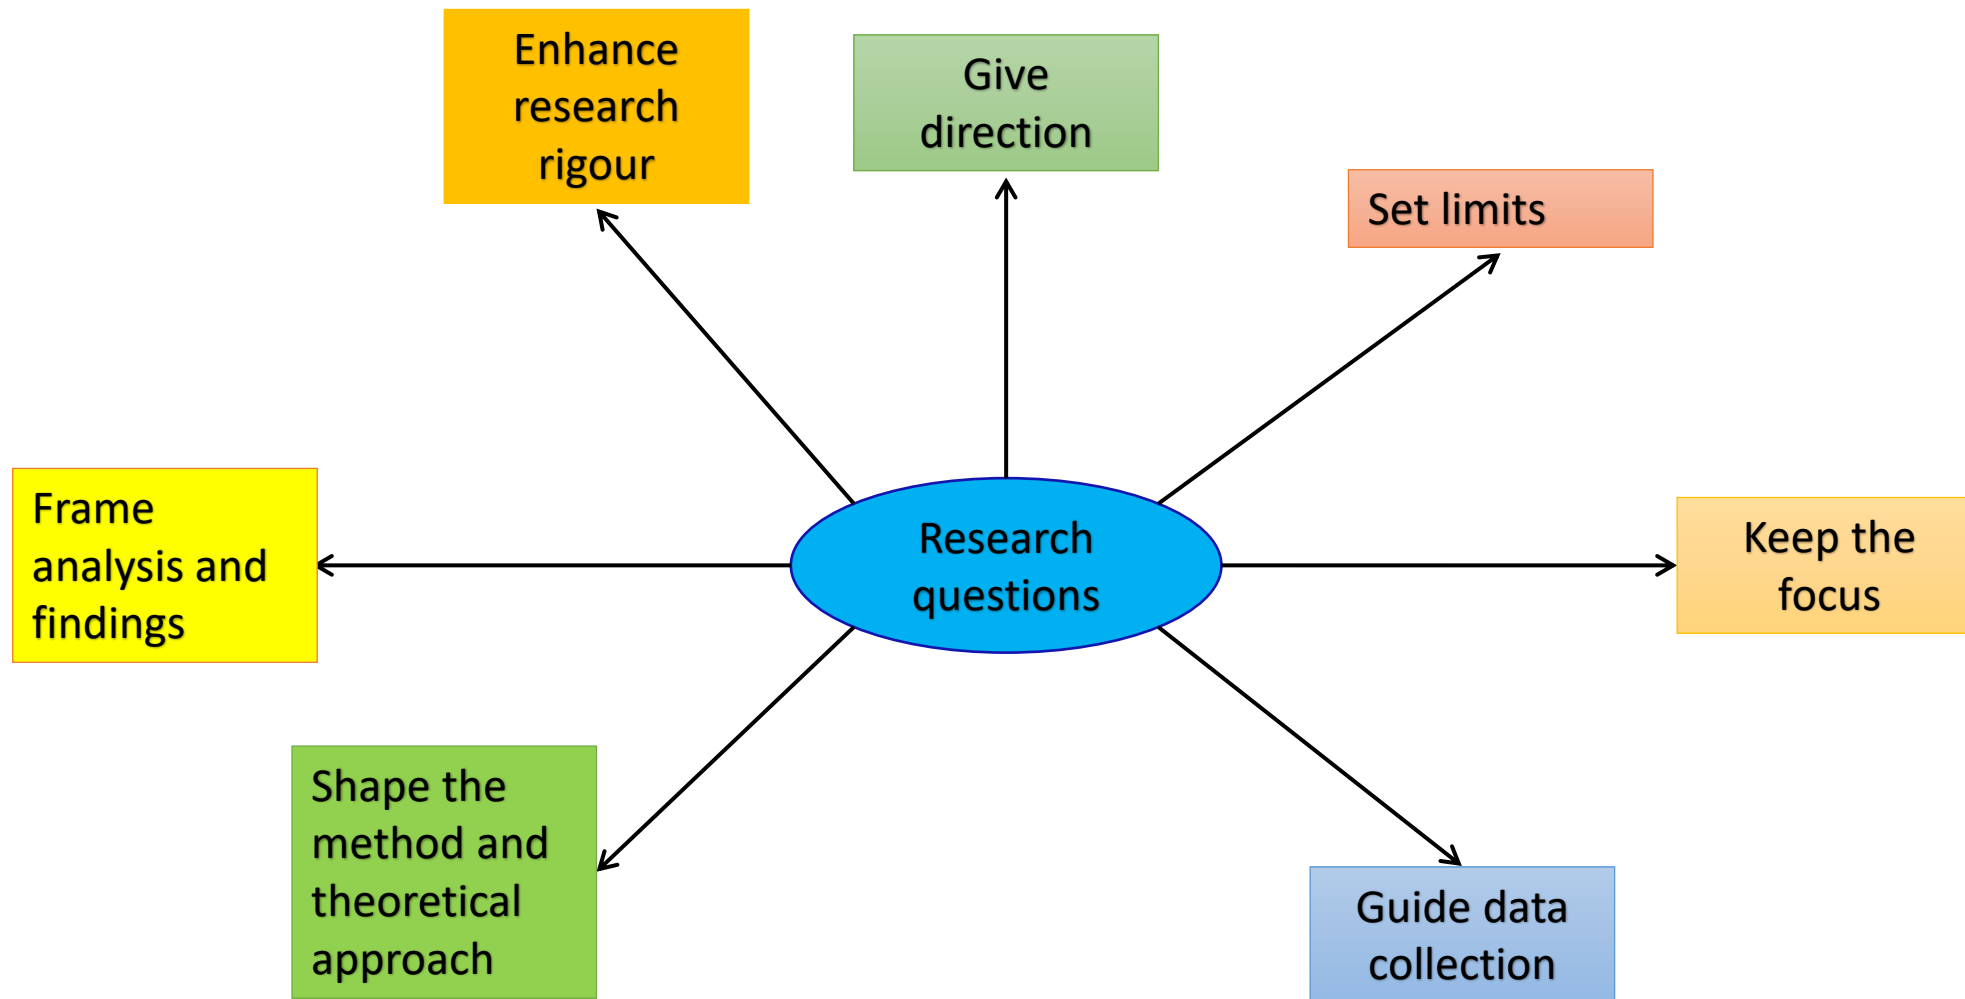 Enhance
research
rigour
Give
direction
Set limits
Frame
analysis and
findings
Research
questions
Keep the
focus
Shape the
method and
theoretical
approach
Guide data
collection